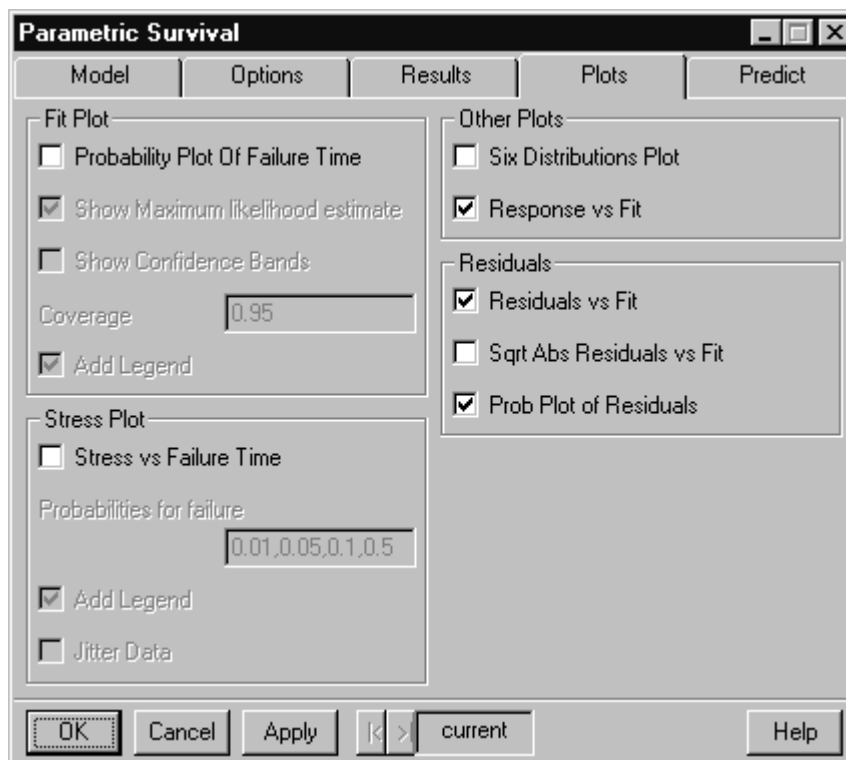 Parametric Survival
Model
Options
Results
Plots
Predict
Fit Plot
Probability Plot Of Failure Time
Show Maximum likelihood estimate
Show Confidence Bands
Coverage
0.95
Add Legend
Stress Plot
Stress vs Failure Time
Probabilities for failure
0.01,0.05,0.1,0.5
Add Legend
Jitter Data
Other Plots
Six Distributions Plot
Response vs Fit
Residuals
Residuals vs Fit
Sqrt Abs Residuals vs Fit
Prob Plot of Residuals
OK
Cancel
Apply
current
Help